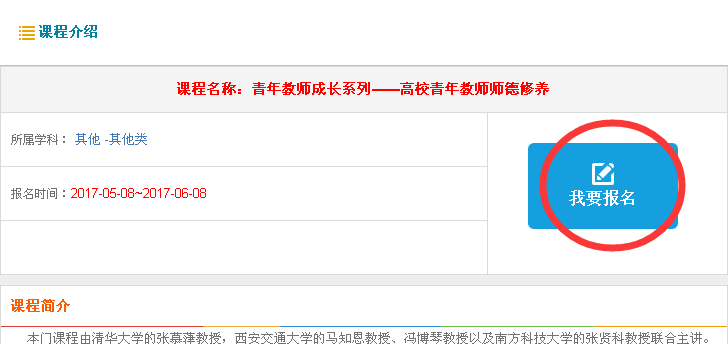 课程介绍
课程名称：青年教师成长系列——高校青年教师师德修养
所属学科： 其他 -其他类
报名时间：2017-05-08~2017-06-08
我要报名
课程简介
本门课程由清华大学的张慕葏教授，西安交通大学的马知恩教授、冯博琴教授以及南方科技大学的张贤科教授联合主讲。